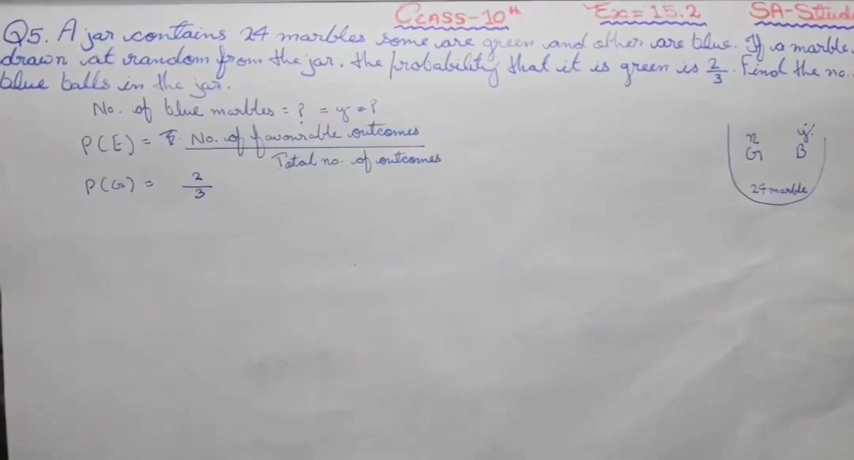 CLASS-10th Ex=15.2 SA-Stud
Q5. A jar contains 24 marbles some are green and other are blue. If a marble
drawn at random from the jar. the probability that it is green is 2/3. Find the no.
blue balls in the jar.
No. of blue marbles = ? = y = ?
P(E) = No. of favourable outcomes
Total no. of outcomes
P(G) = 2/3
x y
G B
24 marble